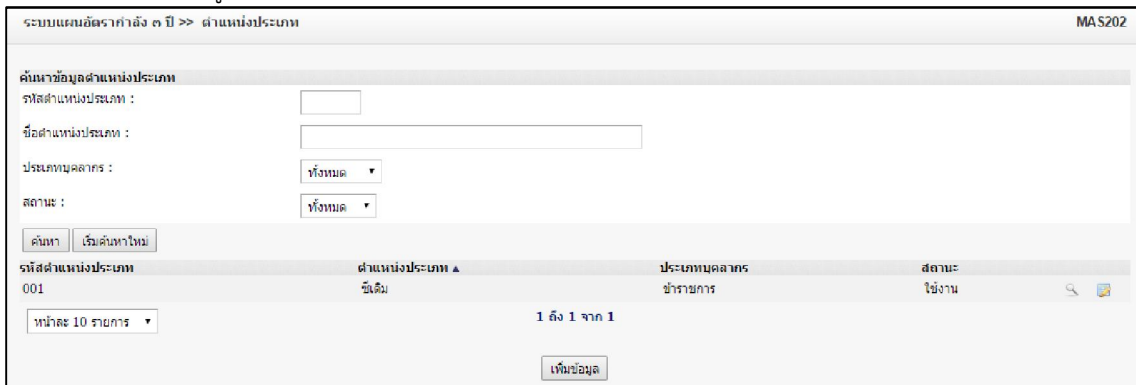 ระบบแผนอัตรากำลัง ๓ ปี >> ตำแหน่งประเภท MAS202
ค้นหาข้อมูลตำแหน่งประเภท
รหัสตำแหน่งประเภท :
ชื่อตำแหน่งประเภท :
ประเภทบุคลากร : ทั้งหมด
สถานะ : ทั้งหมด
ค้นหา เริ่มค้นหาใหม่
รหัสตำแหน่งประเภท ตำแหน่งประเภท ▲ ประเภทบุคลากร สถานะ
001 ซีเดิม ข้าราชการ ใช้งาน
หน้าละ 10 รายการ 1 ถึง 1 จาก 1
เพิ่มข้อมูล